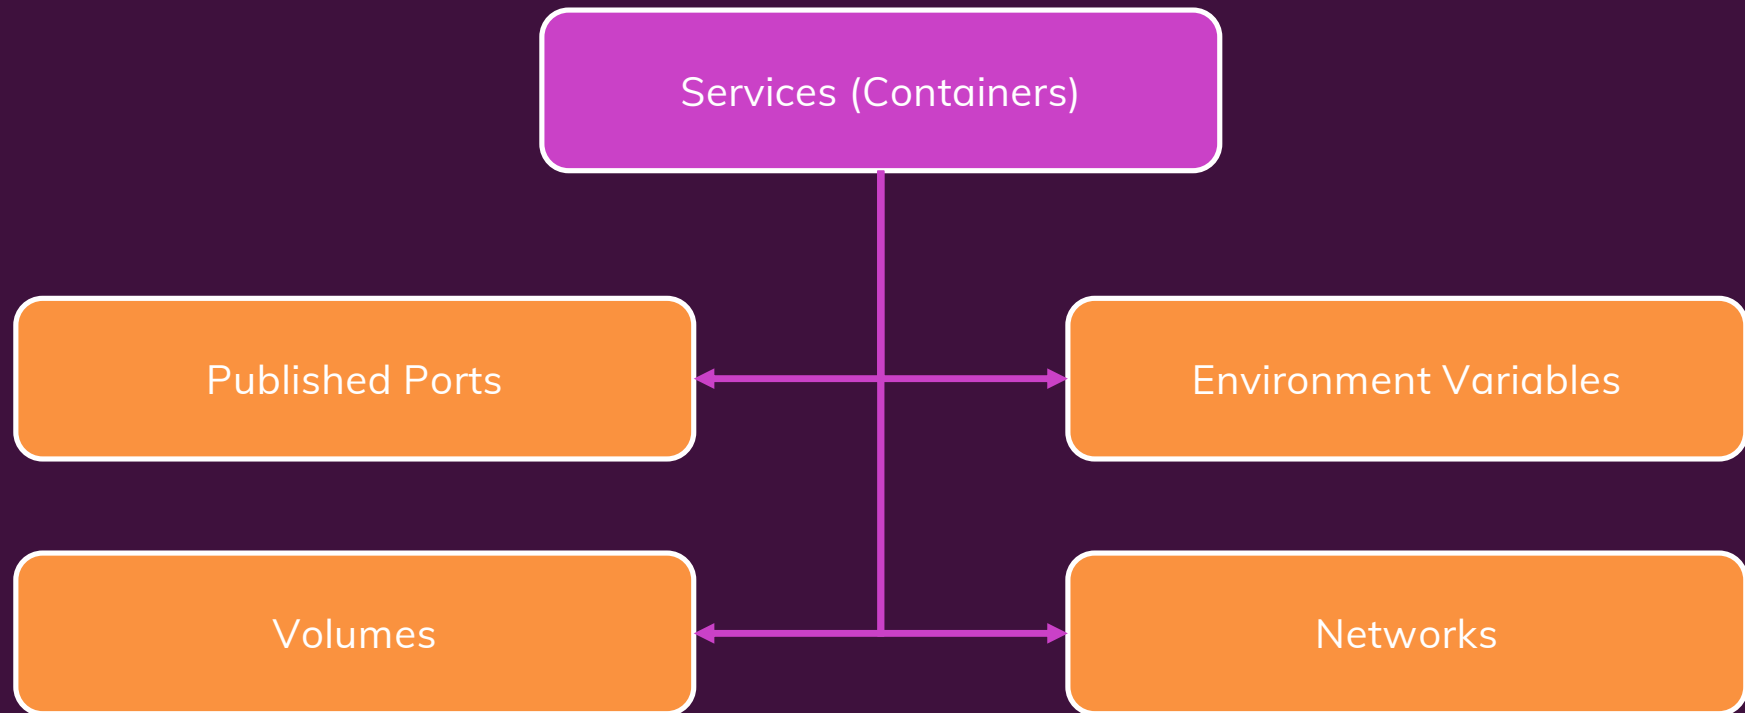 Services (Containers)
Published Ports
Environment Variables
Volumes
Networks